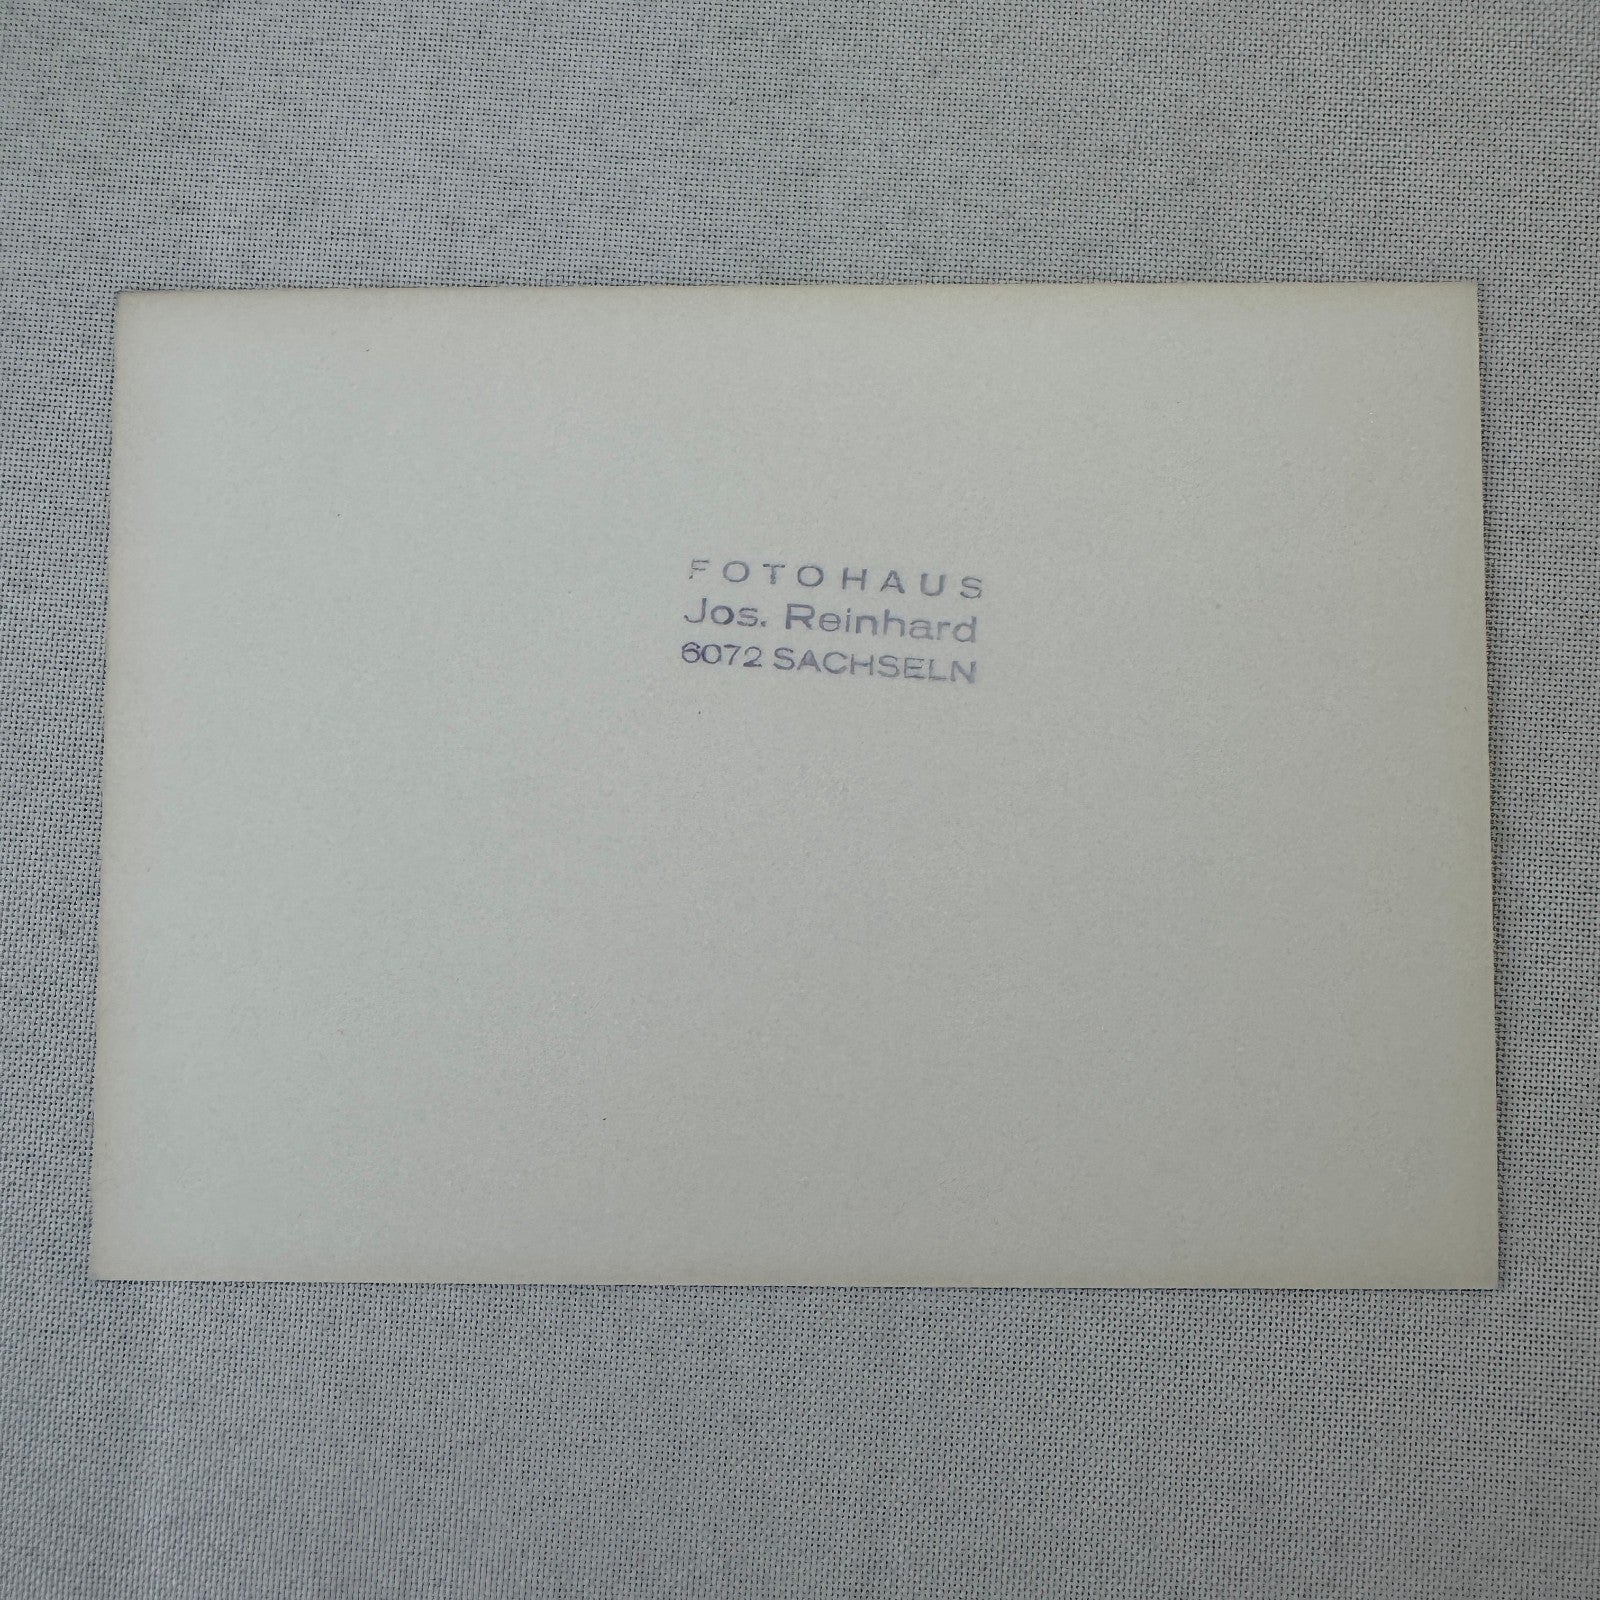 FOTOHAUS
Jos. Reinhard
6072 SACHSELN